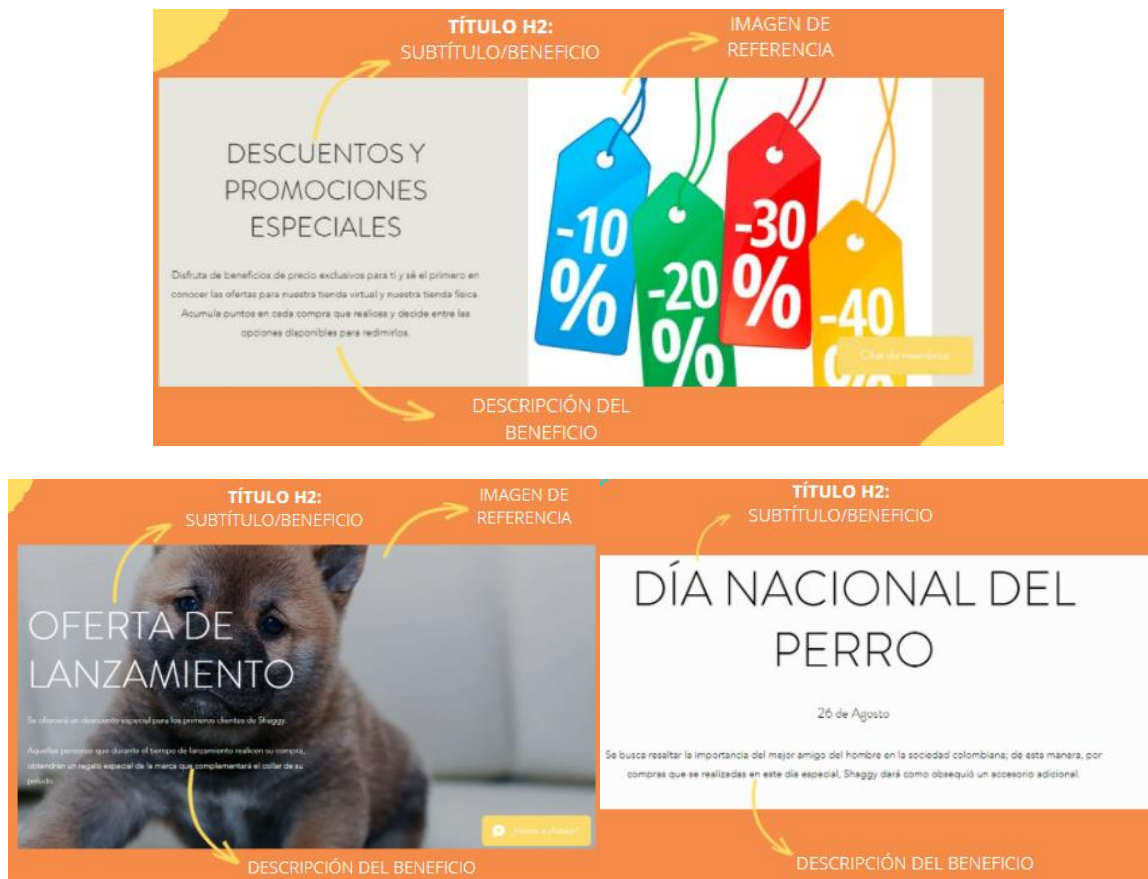 TÍTULO H2:
SUBTÍTULO/BENEFICIO
IMAGEN DE
REFERENCIA
DESCUENTOS Y
PROMOCIONES
ESPECIALES
Disfruta de beneficios de precio exclusivos para ti y sé el primero en
conocer las ofertas para nuestra tienda virtual y nuestra tienda física.
Acumula puntos en cada compra que realices y decide entre las
opciones disponibles para redimirlos.
-10
%
-20
%
-30
%
-40
%
Chat de miembros
DESCRIPCIÓN DEL
BENEFICIO
TÍTULO H2:
SUBTÍTULO/BENEFICIO
IMAGEN DE
REFERENCIA
OFERTA DE
LANZAMIENTO
Se ofrecerá un descuento especial para los primeros clientes de Shaggy.
Aquellas personas que durante el tiempo de lanzamiento realicen su compra,
obtendrán un regalo especial de la marca que complementará el collar de su
peludo.
¡Vamos a chatear!
DESCRIPCIÓN DEL BENEFICIO
TÍTULO H2:
SUBTÍTULO/BENEFICIO
DÍA NACIONAL DEL
PERRO
26 de Agosto
Se busca resaltar la importancia del mejor amigo del hombre en la sociedad colombiana; de esta manera, por
compras que se realizadas en este día especial, Shaggy dará como obsequió un accesorio adicional.
DESCRIPCIÓN DEL BENEFICIO